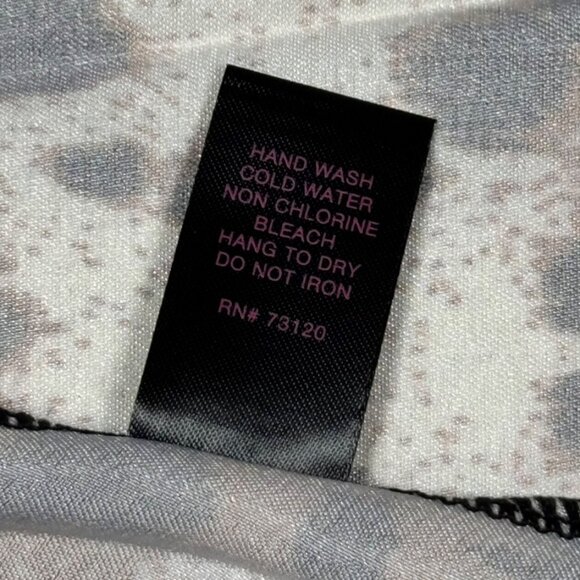 HAND WASH
COLD WATER
NON CHLORINE
BLEACH
HANG TO DRY
DO NOT IRON
RN# 73120